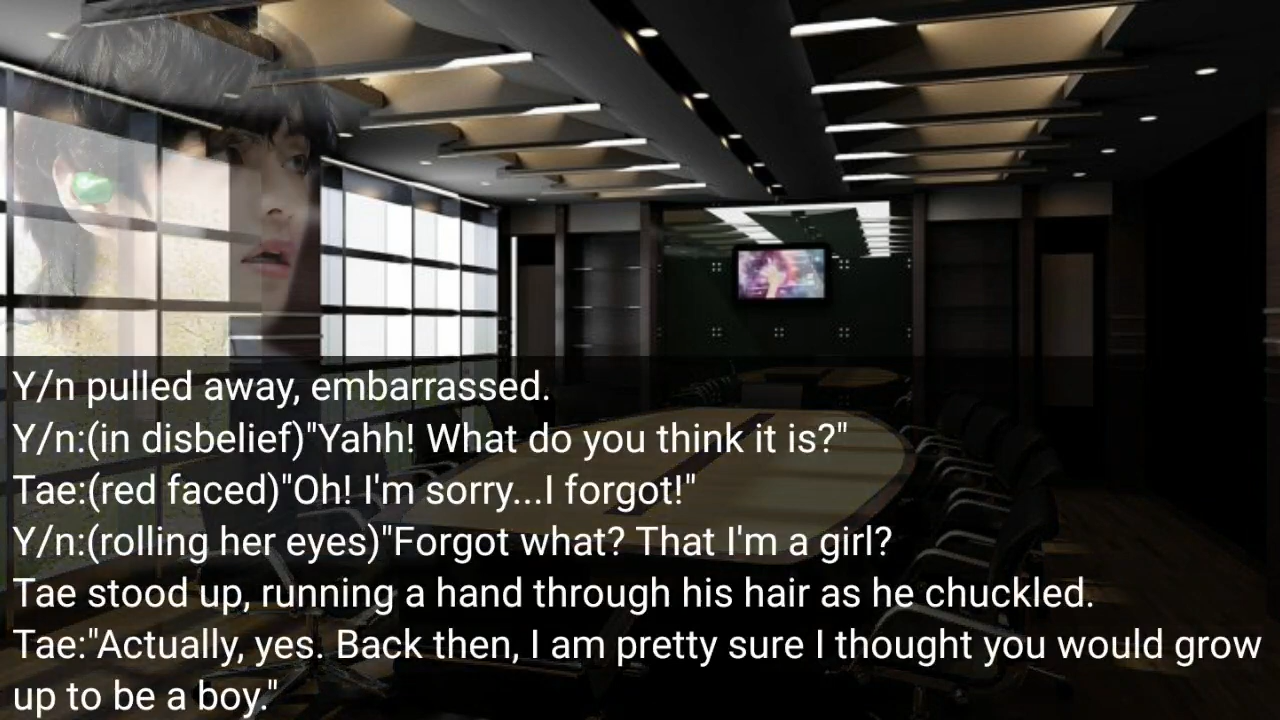 Y/n pulled away, embarrassed.
Y/n:(in disbelief)"Yahh! What do you think it is?"
Tae:(red faced)"Oh! I'm sorry...I forgot!"
Y/n:(rolling her eyes)"Forgot what? That I'm a girl?
Tae stood up, running a hand through his hair as he chuckled.
Tae:"Actually, yes. Back then, I am pretty sure I thought you would grow
up to be a boy."